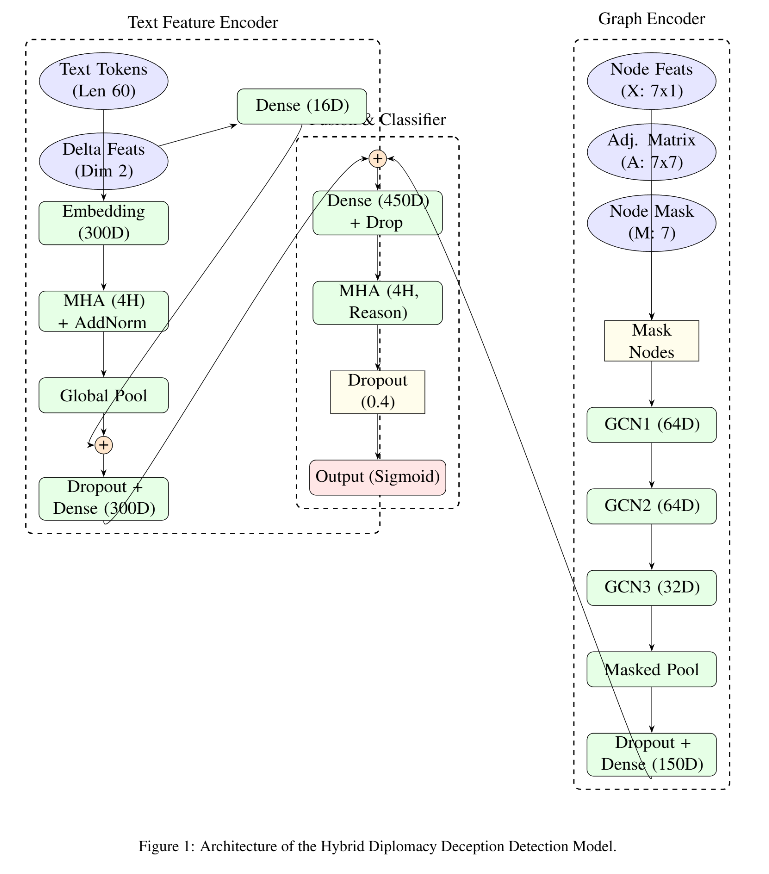 Text Feature Encoder
Text Tokens
(Len 60)
Delta Feats
(Dim 2)
Dense (16D)
Embedding
(300D)
MHA (4H)
+ AddNorm
Global Pool
+
Dropout +
Dense (300D)
& Classifier
+
Dense (450D)
+ Drop
MHA (4H,
Reason)
Dropout
(0.4)
Output (Sigmoid)
Graph Encoder
Node Feats
(X: 7x1)
Adj. Matrix
(A: 7x7)
Node Mask
(M: 7)
Mask
Nodes
GCN1 (64D)
GCN2 (64D)
GCN3 (32D)
Masked Pool
Dropout +
Dense (150D)
Figure 1: Architecture of the Hybrid Diplomacy Deception Detection Model.